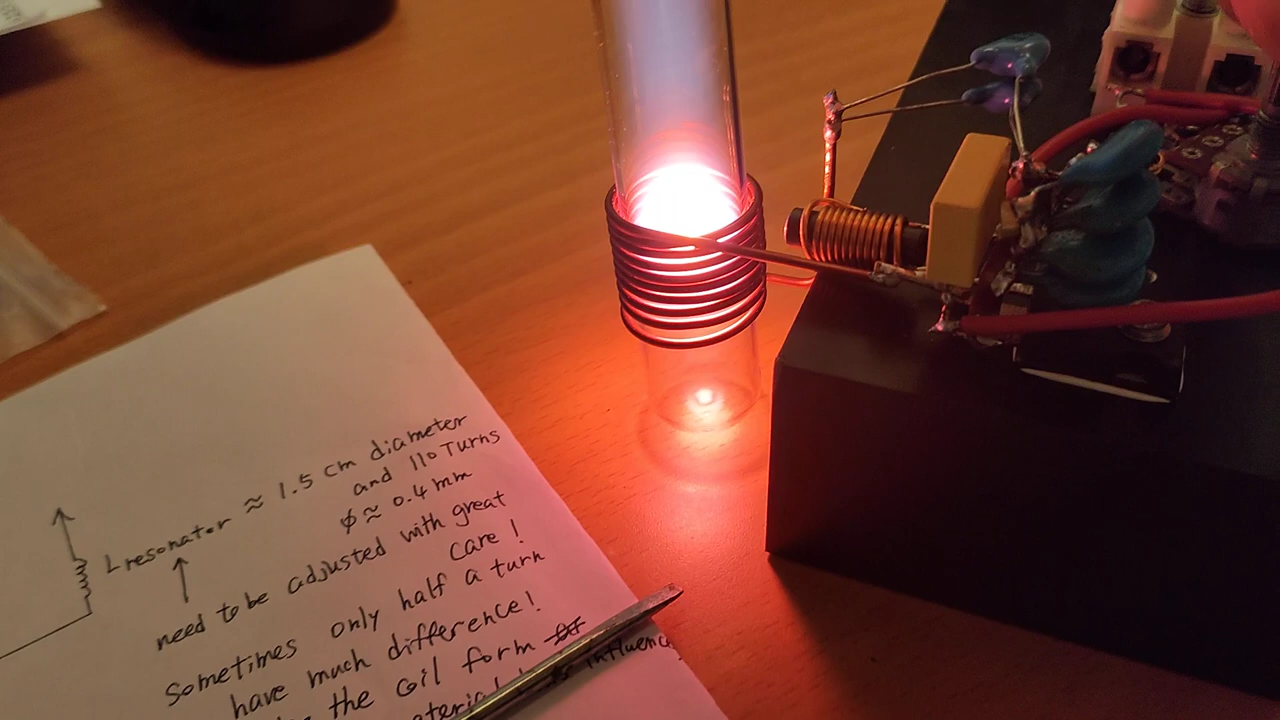 Lresonator ≈ 1.5 cm diameter
and 110 Turns
φ ≈ 0.4 mm
need to be adjusted with great
care !
Sometimes only half a turn
have much difference!
the coil form
influence